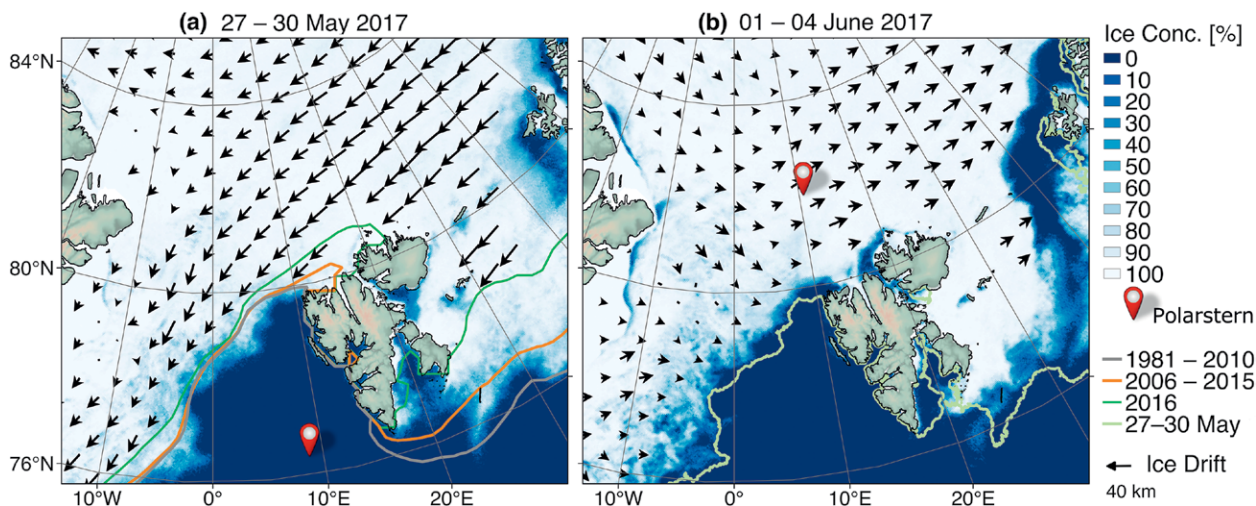 (a) 27 – 30 May 2017
(b) 01 – 04 June 2017
84°N
80°N
76°N
10°W 0° 10°E 20°E
10°W 0° 10°E 20°E
Ice Conc. [%]
0
10
20
30
40
50
60
70
80
90
100
Polarstern
1981 – 2010
2006 – 2015
2016
27–30 May
Ice Drift
40 km